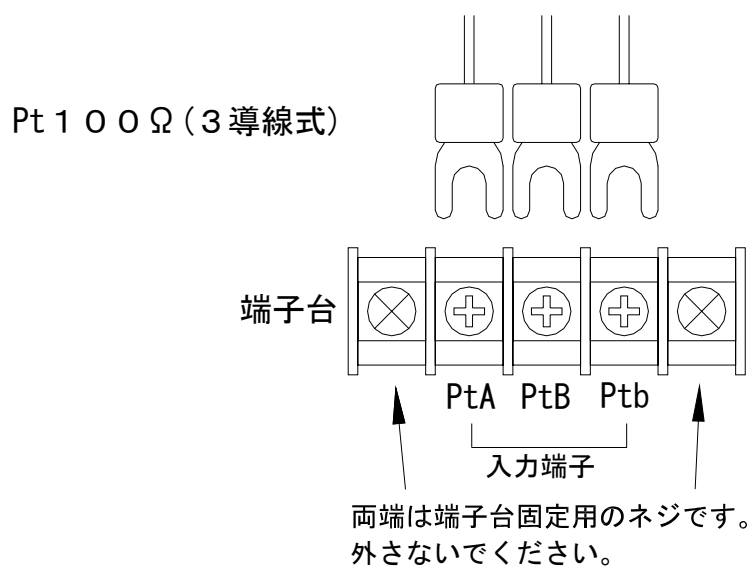 Pt１００Ω(３導線式)
端子台
PtA PtB Ptb
入力端子
両端は端子台固定用のネジです。
外さないでください。